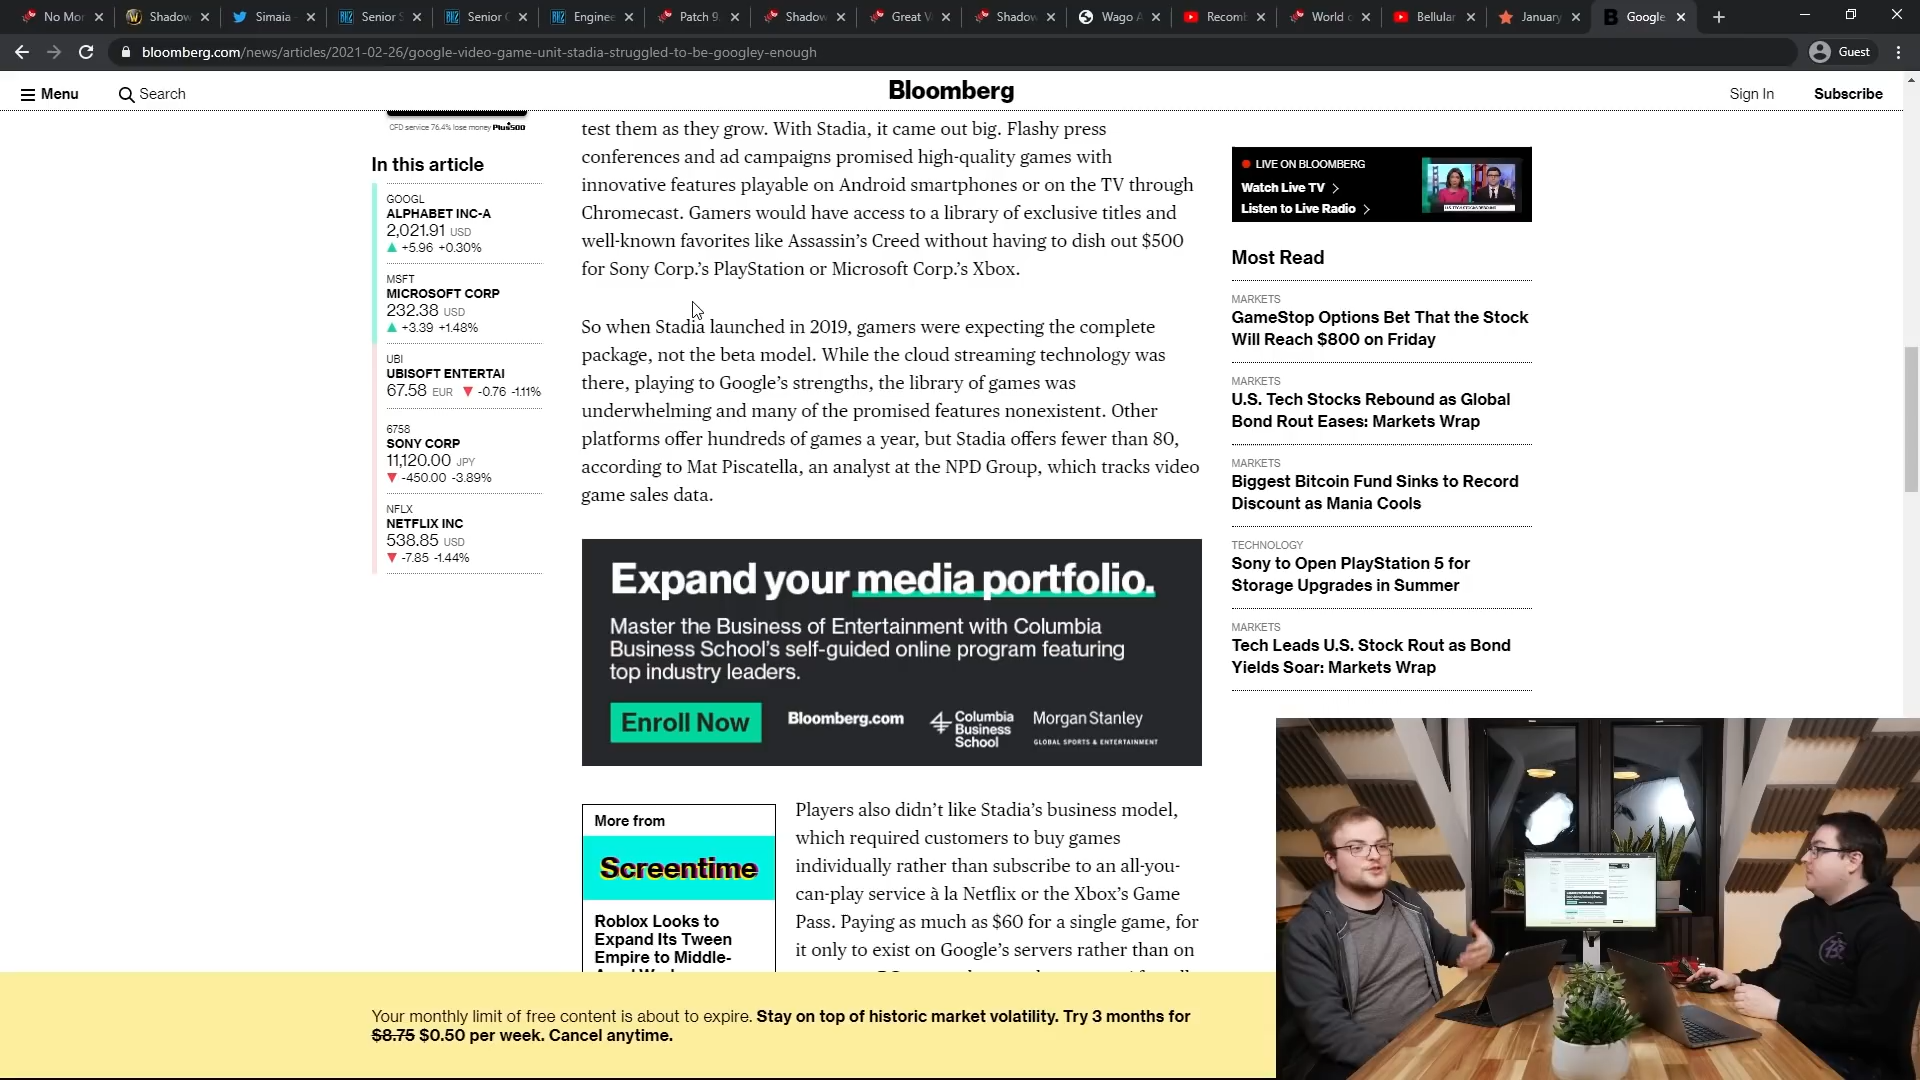 No Mor
Shadow
Simaia
Senior S
Senior C
Enginee
Patch 9.
Shadow
Great V
Shadow
Wago A
Recom
World o
Bellular
January
Google
bloomberg.com/news/articles/2021-02-26/google-video-game-unit-stadia-struggled-to-be-googley-enough
Guest
Menu
Search
Bloomberg
Sign In
Subscribe
CFD service 76.4% lose money Plus500
In this article
GOOGL
ALPHABET INC-A
2,021.91 USD
+5.96 +0.30%
MSFT
MICROSOFT CORP
232.38 USD
+3.39 +1.48%
UBI
UBISOFT ENTERTAI
67.58 EUR -0.76 -1.11%
6758
SONY CORP
11,120.00 JPY
-450.00 -3.89%
NFLX
NETFLIX INC
538.85 USD
-7.85 -1.44%
test them as they grow. With Stadia, it came out big. Flashy press
conferences and ad campaigns promised high-quality games with
innovative features playable on Android smartphones or on the TV through
Chromecast. Gamers would have access to a library of exclusive titles and
well-known favorites like Assassin's Creed without having to dish out $500
for Sony Corp.'s PlayStation or Microsoft Corp.'s Xbox.
So when Stadia launched in 2019, gamers were expecting the complete
package, not the beta model. While the cloud streaming technology was
there, playing to Google's strengths, the library of games was
underwhelming and many of the promised features nonexistent. Other
platforms offer hundreds of games a year, but Stadia offers fewer than 80,
according to Mat Piscatella, an analyst at the NPD Group, which tracks video
game sales data.
Expand your media portfolio.
Master the Business of Entertainment with Columbia
Business School's self-guided online program featuring
top industry leaders.
Enroll Now
Bloomberg.com
Columbia
Business
School
Morgan Stanley
GLOBAL SPORTS & ENTERTAINMENT
More from
Screentime
Roblox Looks to
Expand Its Tween
Empire to Middle-
Players also didn't like Stadia's business model,
which required customers to buy games
individually rather than subscribe to an all-you-
can-play service à la Netflix or the Xbox's Game
Pass. Paying as much as $60 for a single game, for
it only to exist on Google's servers rather than on
LIVE ON BLOOMBERG
Watch Live TV
Listen to Live Radio
Most Read
MARKETS
GameStop Options Bet That the Stock
Will Reach $800 on Friday
MARKETS
U.S. Tech Stocks Rebound as Global
Bond Rout Eases: Markets Wrap
MARKETS
Biggest Bitcoin Fund Sinks to Record
Discount as Mania Cools
TECHNOLOGY
Sony to Open PlayStation 5 for
Storage Upgrades in Summer
MARKETS
Tech Leads U.S. Stock Rout as Bond
Yields Soar: Markets Wrap
Your monthly limit of free content is about to expire. Stay on top of historic market volatility. Try 3 months for
$8.75 $0.50 per week. Cancel anytime.